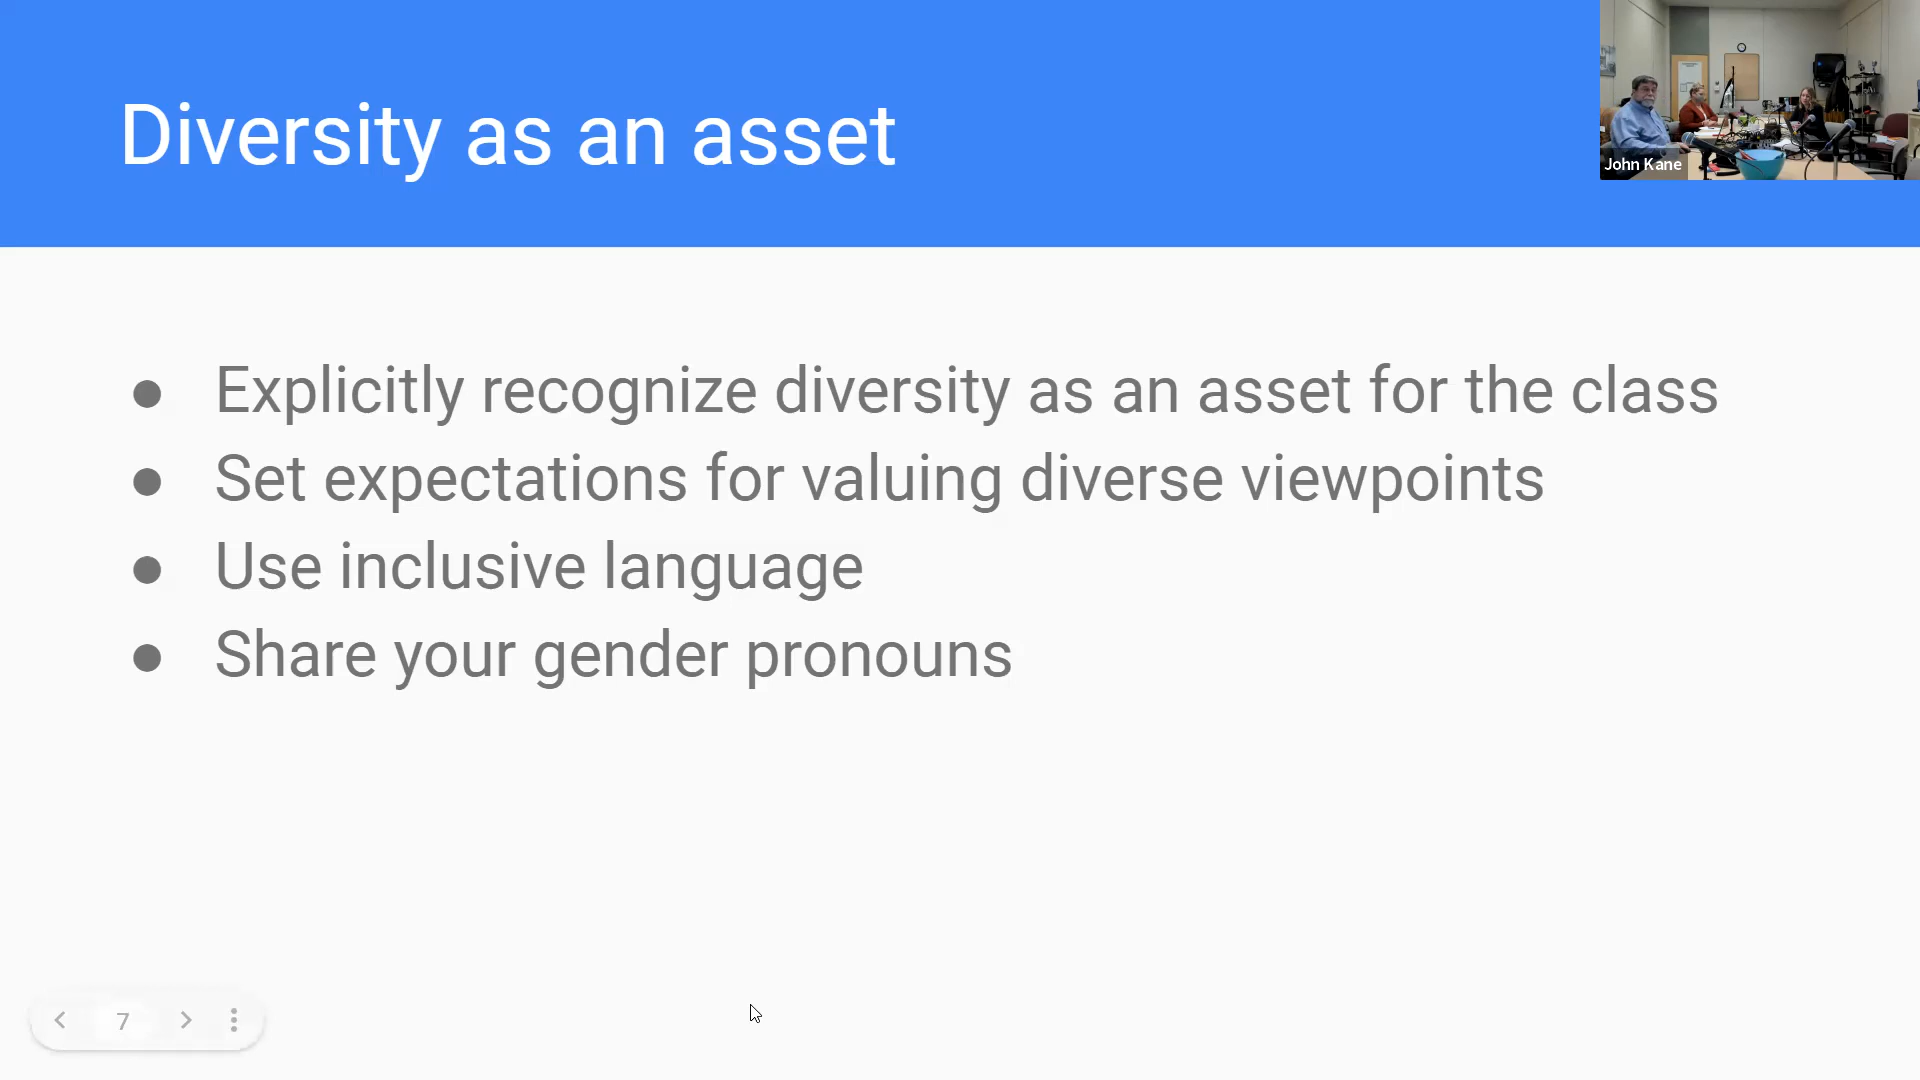 Diversity as an asset
John Kane
● Explicitly recognize diversity as an asset for the class
● Set expectations for valuing diverse viewpoints
● Use inclusive language
● Share your gender pronouns
7